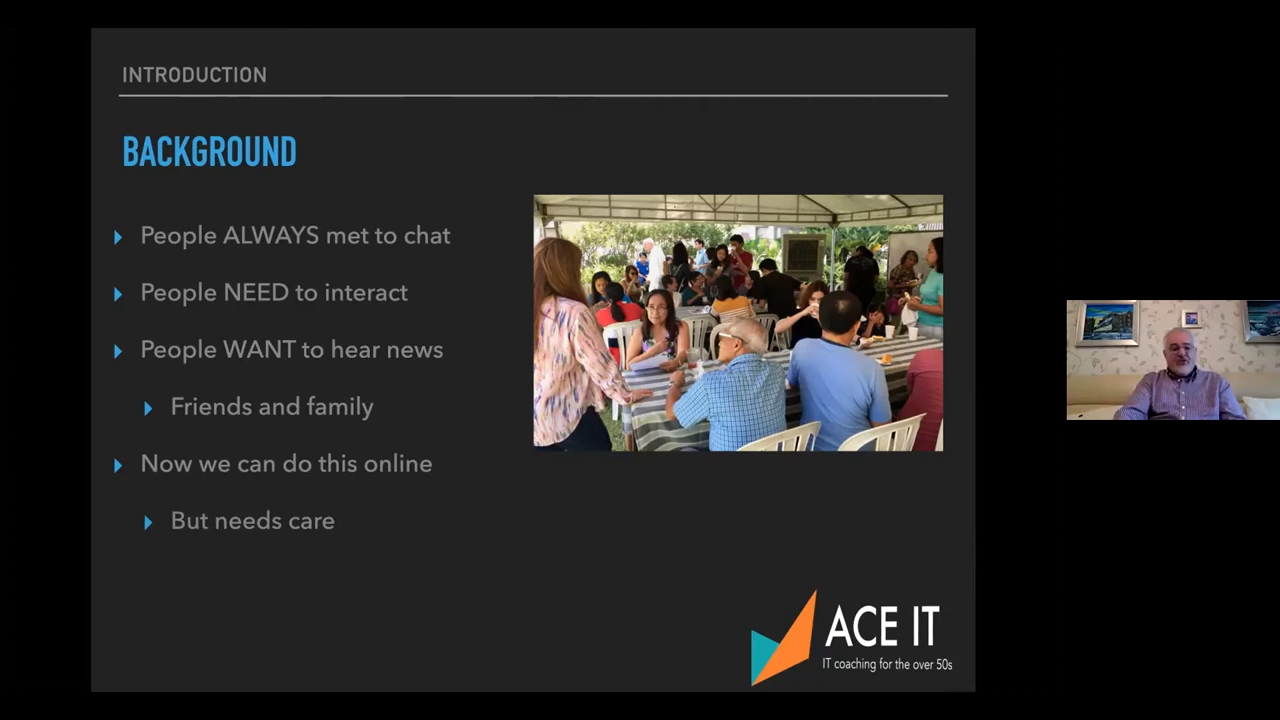 INTRODUCTION
BACKGROUND
People ALWAYS met to chat
People NEED to interact
People WANT to hear news
Friends and family
Now we can do this online
But needs care
ACE IT
IT coaching for the over 50s